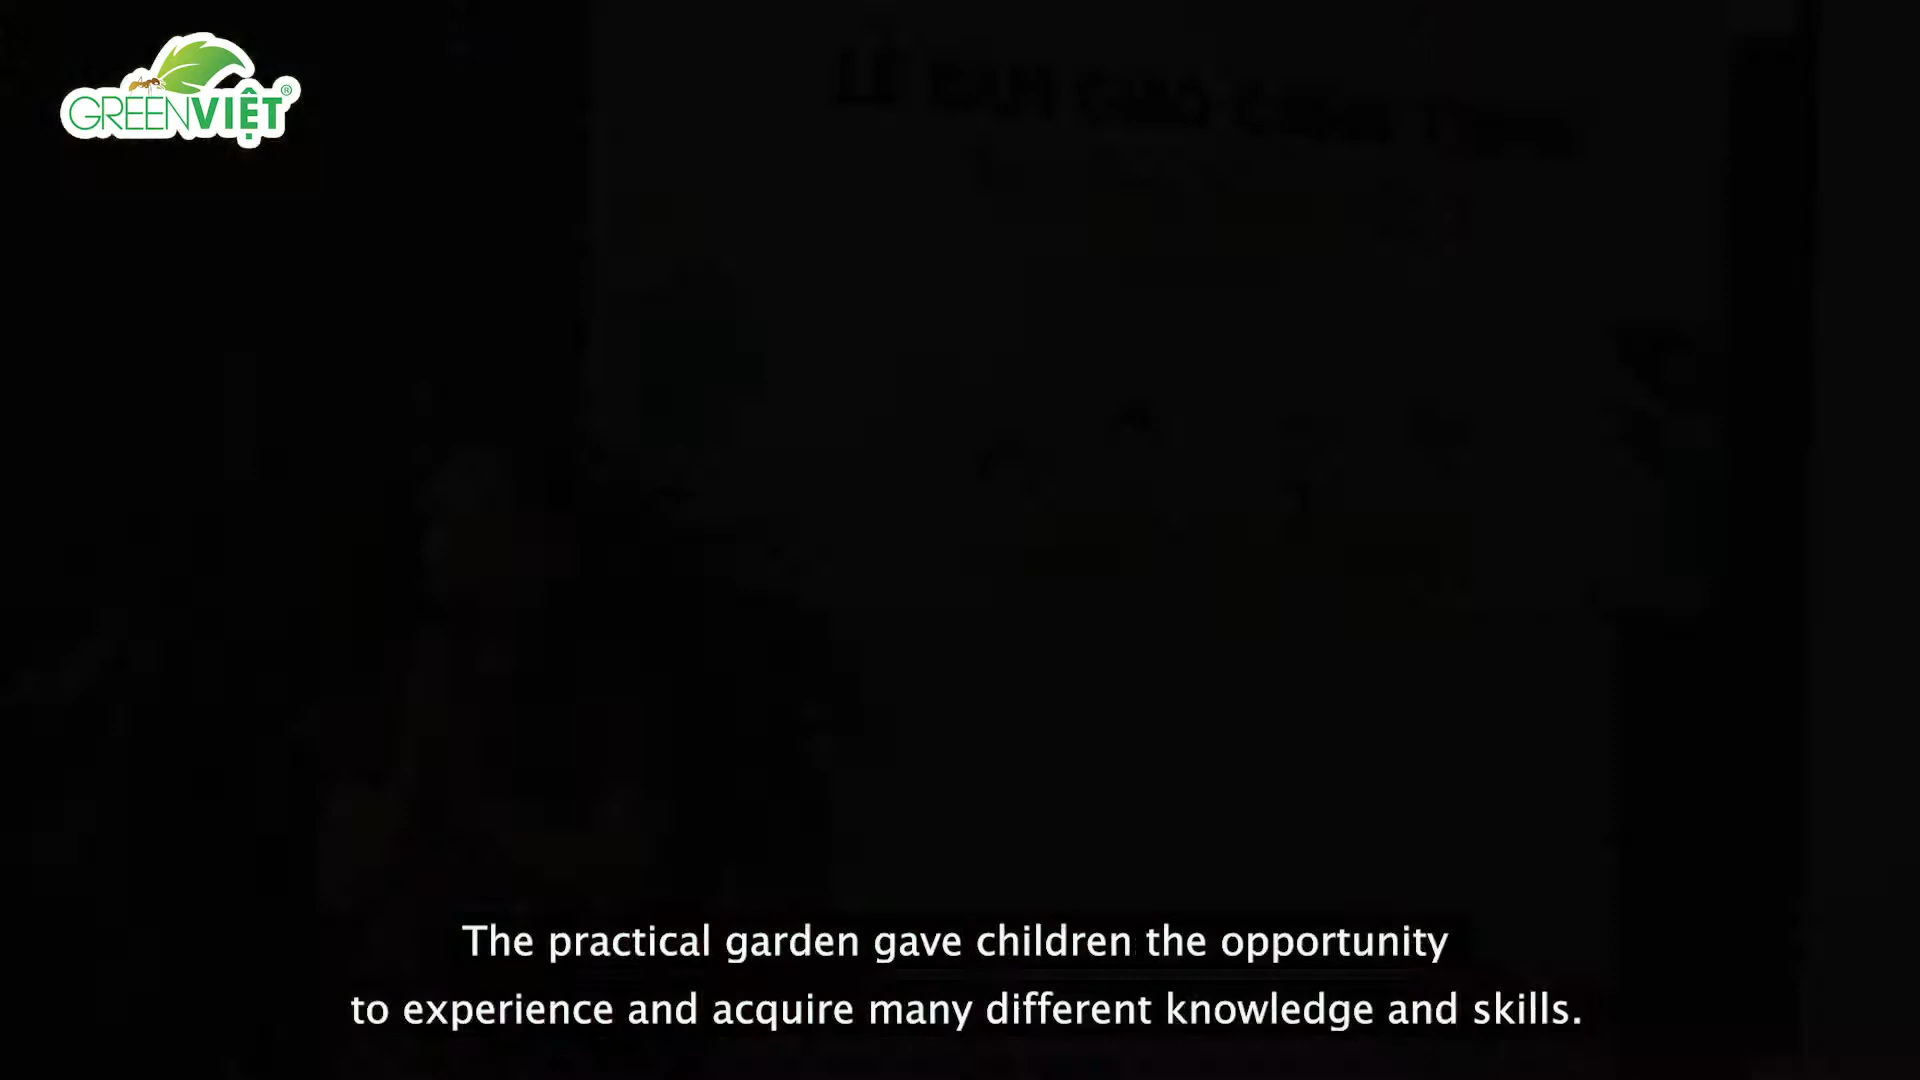 GREENVIỆT®
The practical garden gave children the opportunity
to experience and acquire many different knowledge and skills.